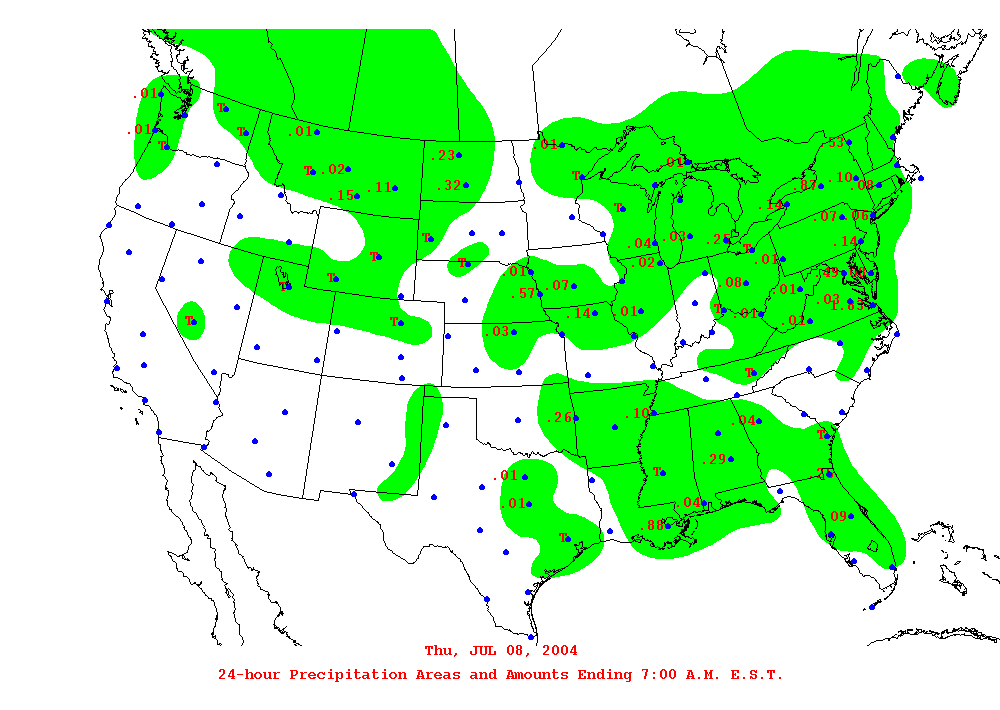 .01
T
.01
.01
T
T
.01
.53
.23
.01
T
.02
.15
.11
.32
T
.10
.08
.87
T
.14
.07
.06
T
T
.04
.03
.25
T
.14
T
.02
.01
T
T
.01
.57
.07
.08
.49
.01
.03
1.83
T
T
.03
.14
.01
T
.01
.01
T
.26
.10
.04
T
.29
T
.01
.01
.04
.09
.88
T
Thu, JUL 08, 2004
24-hour Precipitation Areas and Amounts Ending 7:00 A.M. E.S.T.